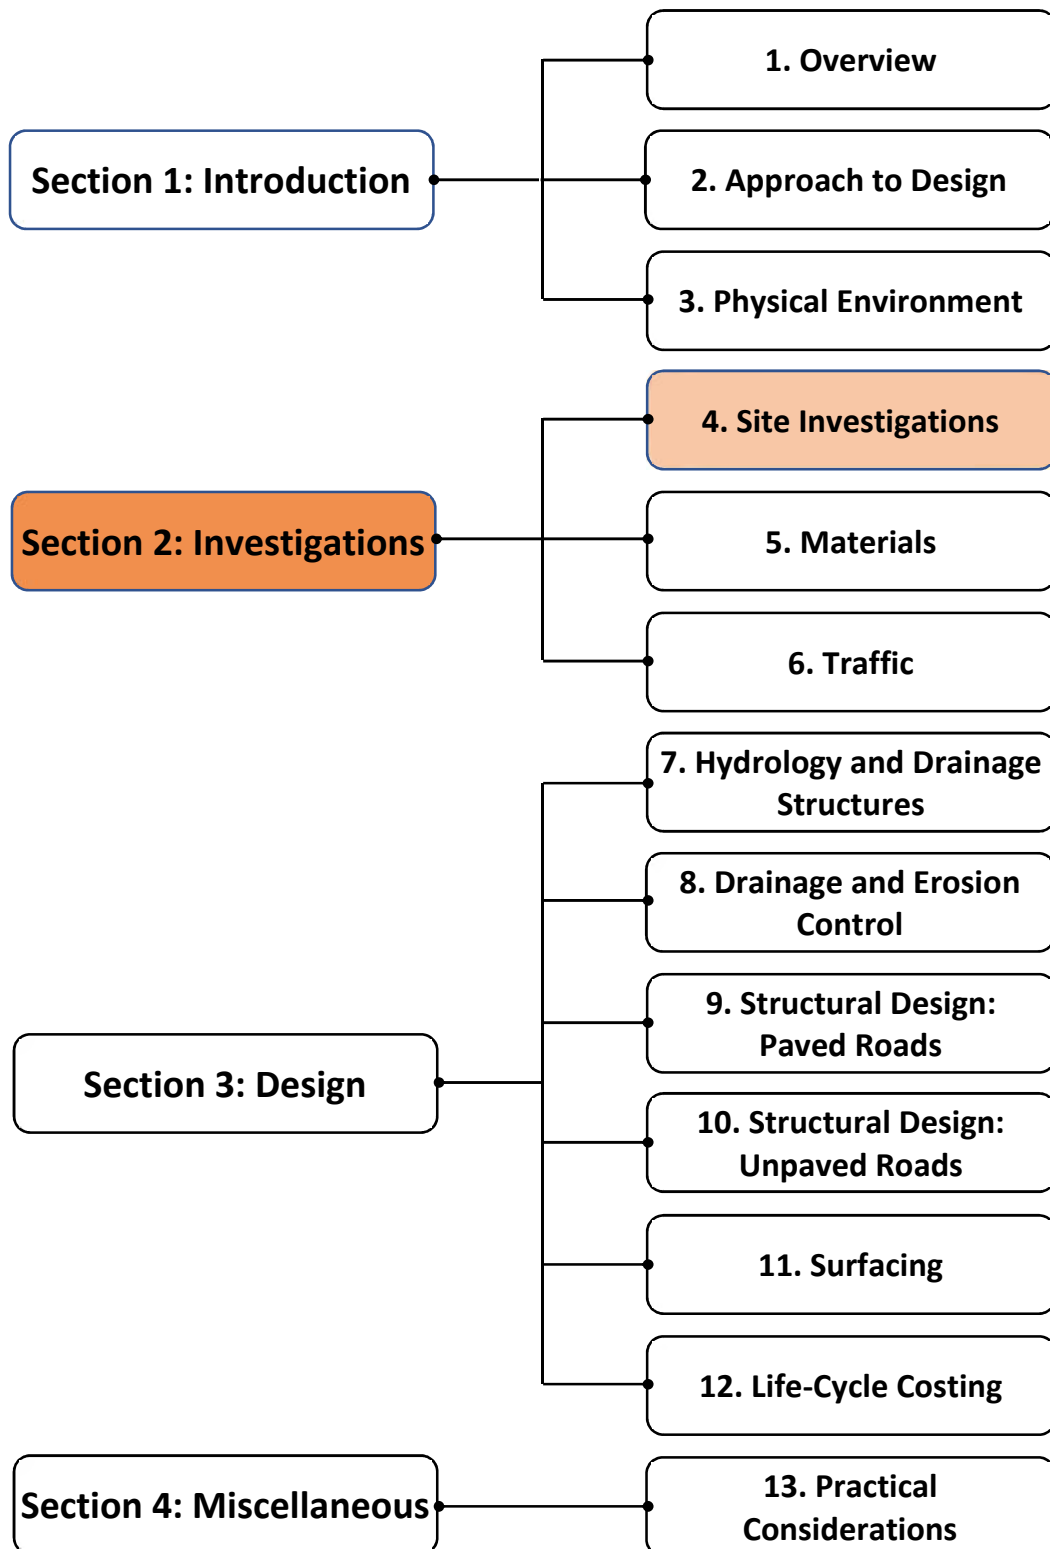 Section 1: Introduction
1. Overview
2. Approach to Design
3. Physical Environment
Section 2: Investigations
4. Site Investigations
5. Materials
6. Traffic
Section 3: Design
7. Hydrology and Drainage
Structures
8. Drainage and Erosion
Control
9. Structural Design:
Paved Roads
10. Structural Design:
Unpaved Roads
11. Surfacing
12. Life-Cycle Costing
Section 4: Miscellaneous
13. Practical
Considerations